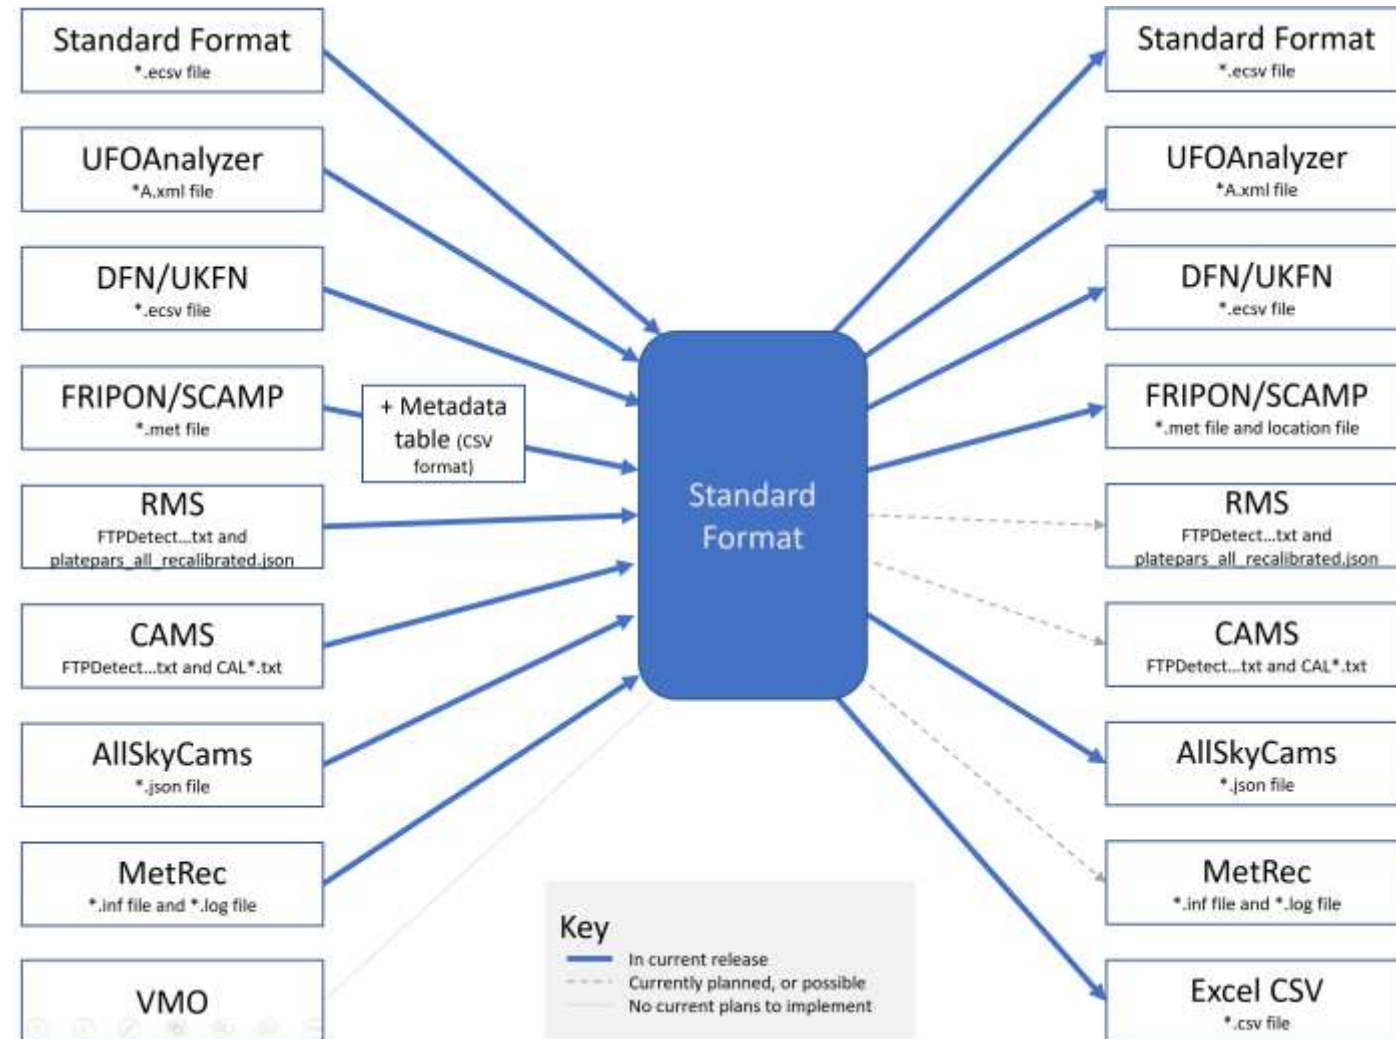 Standard Format
*.ecsv file
UFOAnalyzer
*A.xml file
DFN/UKFN
*.ecsv file
FRIPON/SCAMP
*.met file
+ Metadata
table (CSV
format)
RMS
FTPDetect...txt and
platepars_all_recalibrated.json
CAMS
FTPDetect...txt and CAL*.txt
AllSkyCams
*.json file
MetRec
*.inf file and *.log file
VMO
Standard
Format
Key
In current release
Currently planned, or possible
No current plans to implement
Standard Format
*.ecsv file
UFOAnalyzer
*A.xml file
DFN/UKFN
*.ecsv file
FRIPON/SCAMP
*.met file and location file
RMS
FTPDetect...txt and
platepars_all_recalibrated.json
CAMS
FTPDetect...txt and CAL*.txt
AllSkyCams
*.json file
MetRec
*.inf file and *.log file
Excel CSV
*.csv file